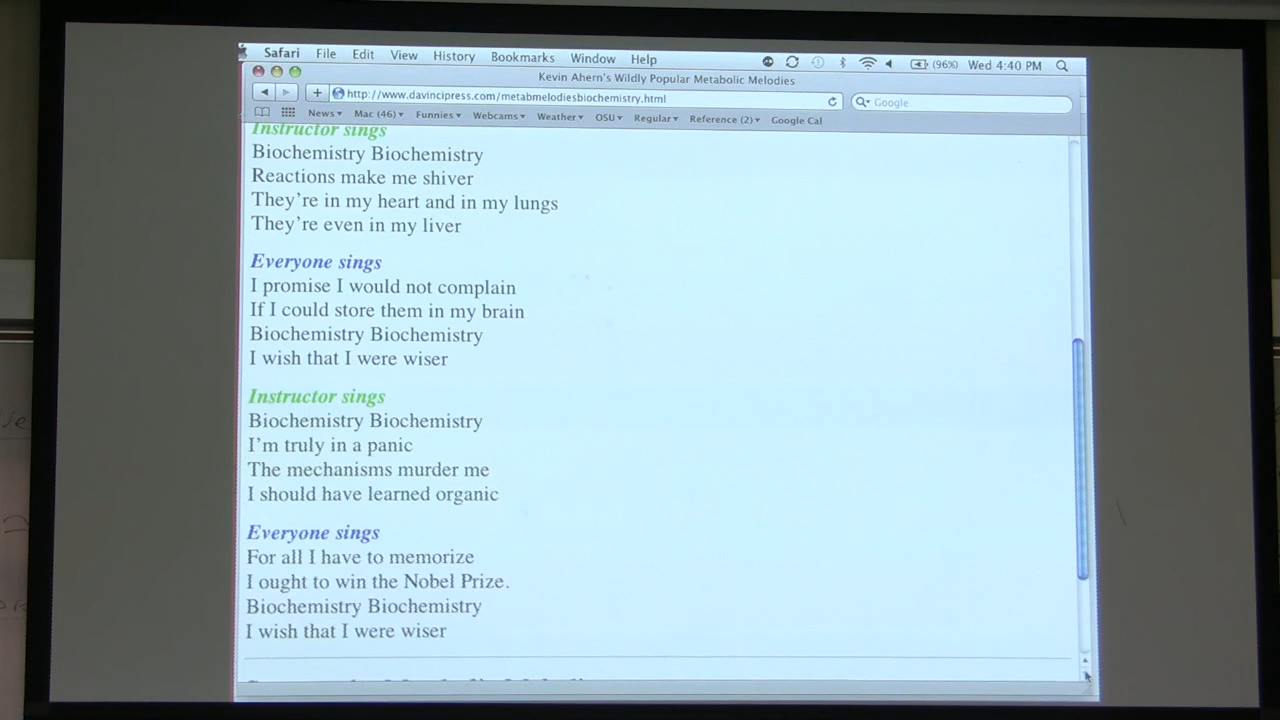 Safari File Edit View History Bookmarks Window Help (96%) Wed 4:40 PM
Kevin Ahern's Wildly Popular Metabolic Melodies
http://www.davincipress.com/metabmelodiesbiochemistry.html Google
News Mac (46) Funnies Webcams Weather OSU Regular Reference (2) Google Cal
Instructor sings
Biochemistry Biochemistry
Reactions make me shiver
They're in my heart and in my lungs
They're even in my liver
Everyone sings
I promise I would not complain
If I could store them in my brain
Biochemistry Biochemistry
I wish that I were wiser
Instructor sings
Biochemistry Biochemistry
I'm truly in a panic
The mechanisms murder me
I should have learned organic
Everyone sings
For all I have to memorize
I ought to win the Nobel Prize.
Biochemistry Biochemistry
I wish that I were wiser